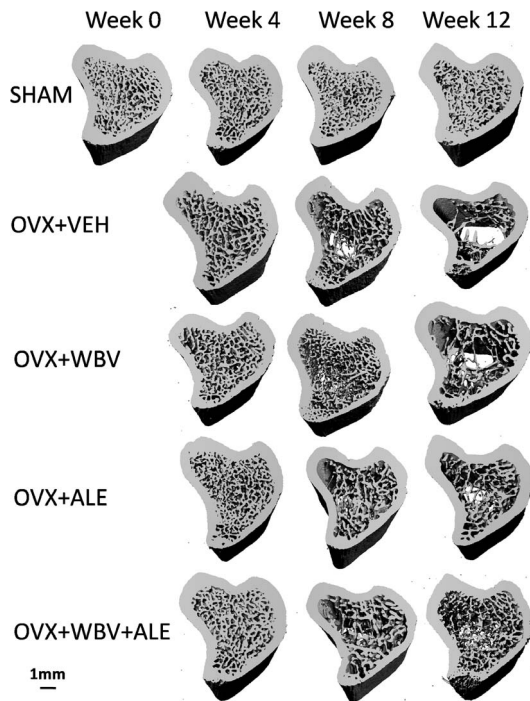 Week 0 Week 4 Week 8 Week 12
SHAM
OVX+VEH
OVX+WBV
OVX+ALE
OVX+WBV+ALE
1mm